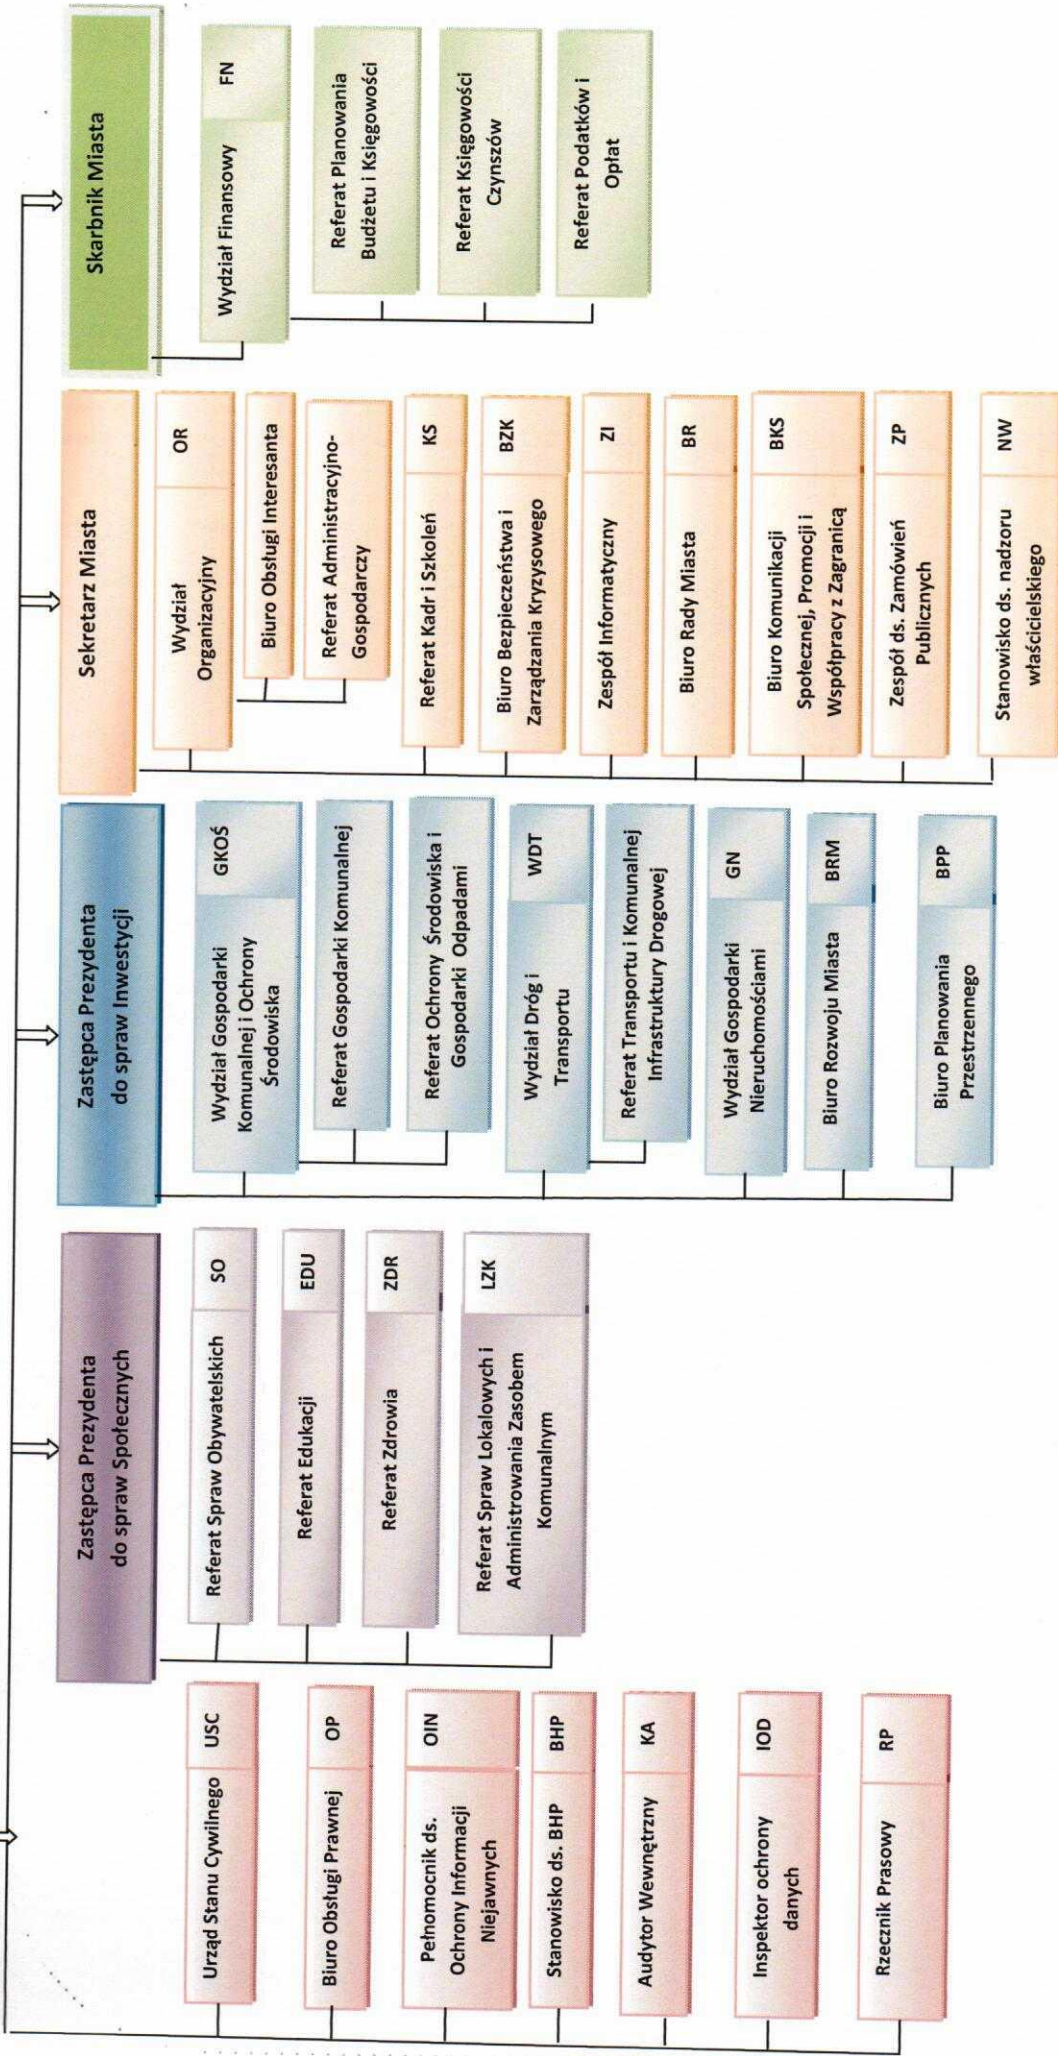 Urząd Stanu Cywilnego USC
Biuro Obsługi Prawnej OP
Pełnomocnik ds.
Ochrony Informacji
Niejawnych
OIN
Stanowisko ds. BHP BHP
Audytor Wewnętrzny KA
Inspektor ochrony
danych
IOD
Rzecznik Prasowy RP
Zastępca Prezydenta
do spraw Społecznych
Referat Spraw Obywatelskich SO
Referat Edukacji EDU
Referat Zdrowia ZDR
Referat Spraw Lokalowych i
Administrowania Zasobem
Komunalnym
LZK
Zastępca Prezydenta
do spraw Inwestycji
Wydział Gospodarki
Komunalnej i Ochrony
Środowiska
GKOŚ
Referat Gospodarki Komunalnej
Referat Ochrony Środowiska i
Gospodarki Odpadami
Wydział Dróg i
Transportu
WDT
Referat Transportu i Komunalnej
Infrastruktury Drogowej
Wydział Gospodarki
Nieruchomościami
GN
Biuro Rozwoju Miasta BRM
Biuro Planowania
Przestrzennego
BPP
Sekretarz Miasta
Wydział
Organizacyjny
OR
Biuro Obsługi Interesanta
Referat Administracyjno-
Gospodarczy
Referat Kadr i Szkoleń KS
Biuro Bezpieczeństwa i
Zarządzania Kryzysowego
BZK
Zespół Informatyczny ZI
Biuro Rady Miasta BR
Biuro Komunikacji
Społecznej, Promocji i
Współpracy z Zagranicą
BKS
Zespół ds. Zamówień
Publicznych
ZP
Stanowisko ds. nadzoru
właścicielskiego
NW
Skarbnik Miasta
Wydział Finansowy FN
Referat Planowania
Budżetu i Księgowości
Referat Księgowości
Czynszów
Referat Podatków i
Opłat